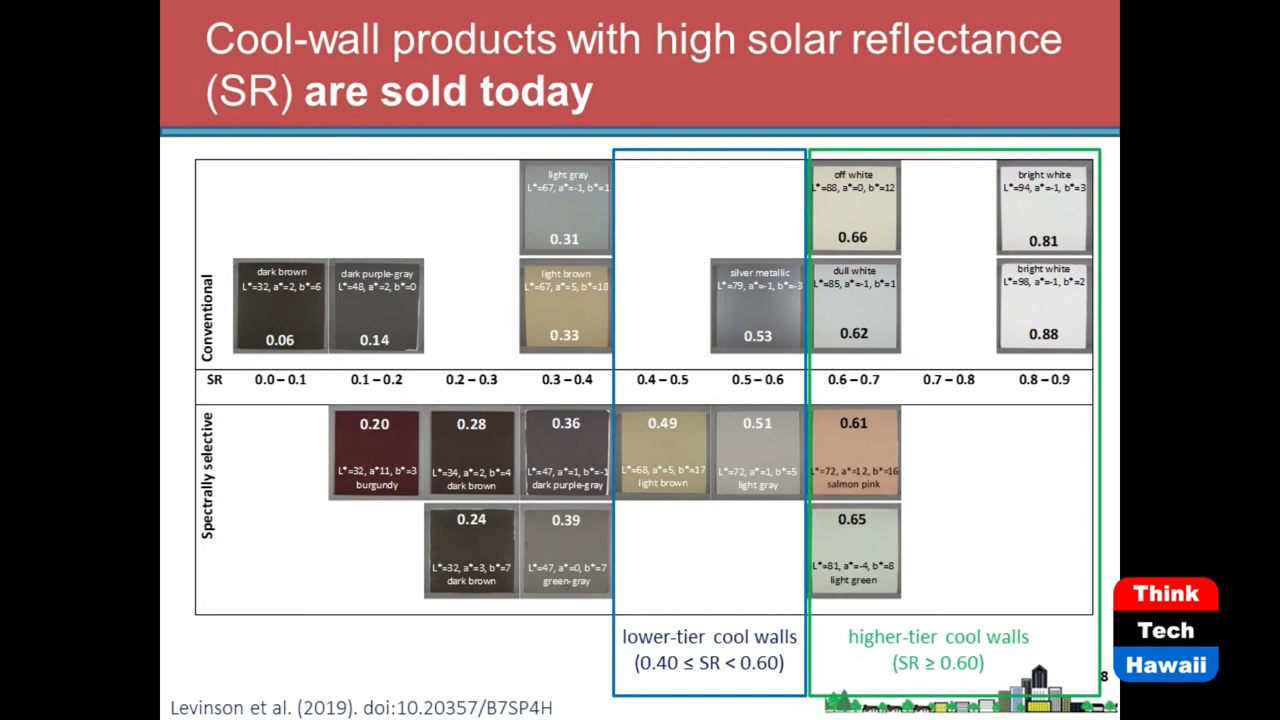 Cool-wall products with high solar reflectance
(SR) are sold today
light gray
L*=67, a*=-1, b*=1
0.31
off white
L*=88, a*=0, b*=12
0.66
bright white
L*=94, a*=-1, b*=3
0.81
Conventional
dark brown
L*=32, a*=2, b*=6
0.06
dark purple-gray
L*=48, a*=2, b*=0
0.14
light brown
L*=67, a*=5, b*=18
0.33
silver metallic
L*=79, a*=-1, b*=-3
0.53
dull white
L*=85, a*=-1, b*=1
0.62
bright white
L*=98, a*=-1, b*=2
0.88
SR 0.0 – 0.1 0.1 – 0.2 0.2 – 0.3 0.3 – 0.4 0.4 – 0.5 0.5 – 0.6 0.6 – 0.7 0.7 – 0.8 0.8 – 0.9
Spectrally selective
0.20
L*=32, a*11, b*=3
burgundy
0.28
L*=34, a*=2, b*=4
dark brown
0.36
L*=47, a*=1, b*=-1
dark purple-gray
0.49
L*=68, a*=5, b*=17
light brown
0.51
L*=72, a*=1, b*=5
light gray
0.61
L*=72, a*=12, b*=16
salmon pink
0.24
L*=32, a*=3, b*=7
dark brown
0.39
L*=47, a*=0, b*=7
green-gray
0.65
L*=81, a*=-4, b*=8
light green
lower-tier cool walls
(0.40 ≤ SR < 0.60)
higher-tier cool walls
(SR ≥ 0.60)
8
Think
Tech
Hawaii
Levinson et al. (2019). doi:10.20357/B7SP4H